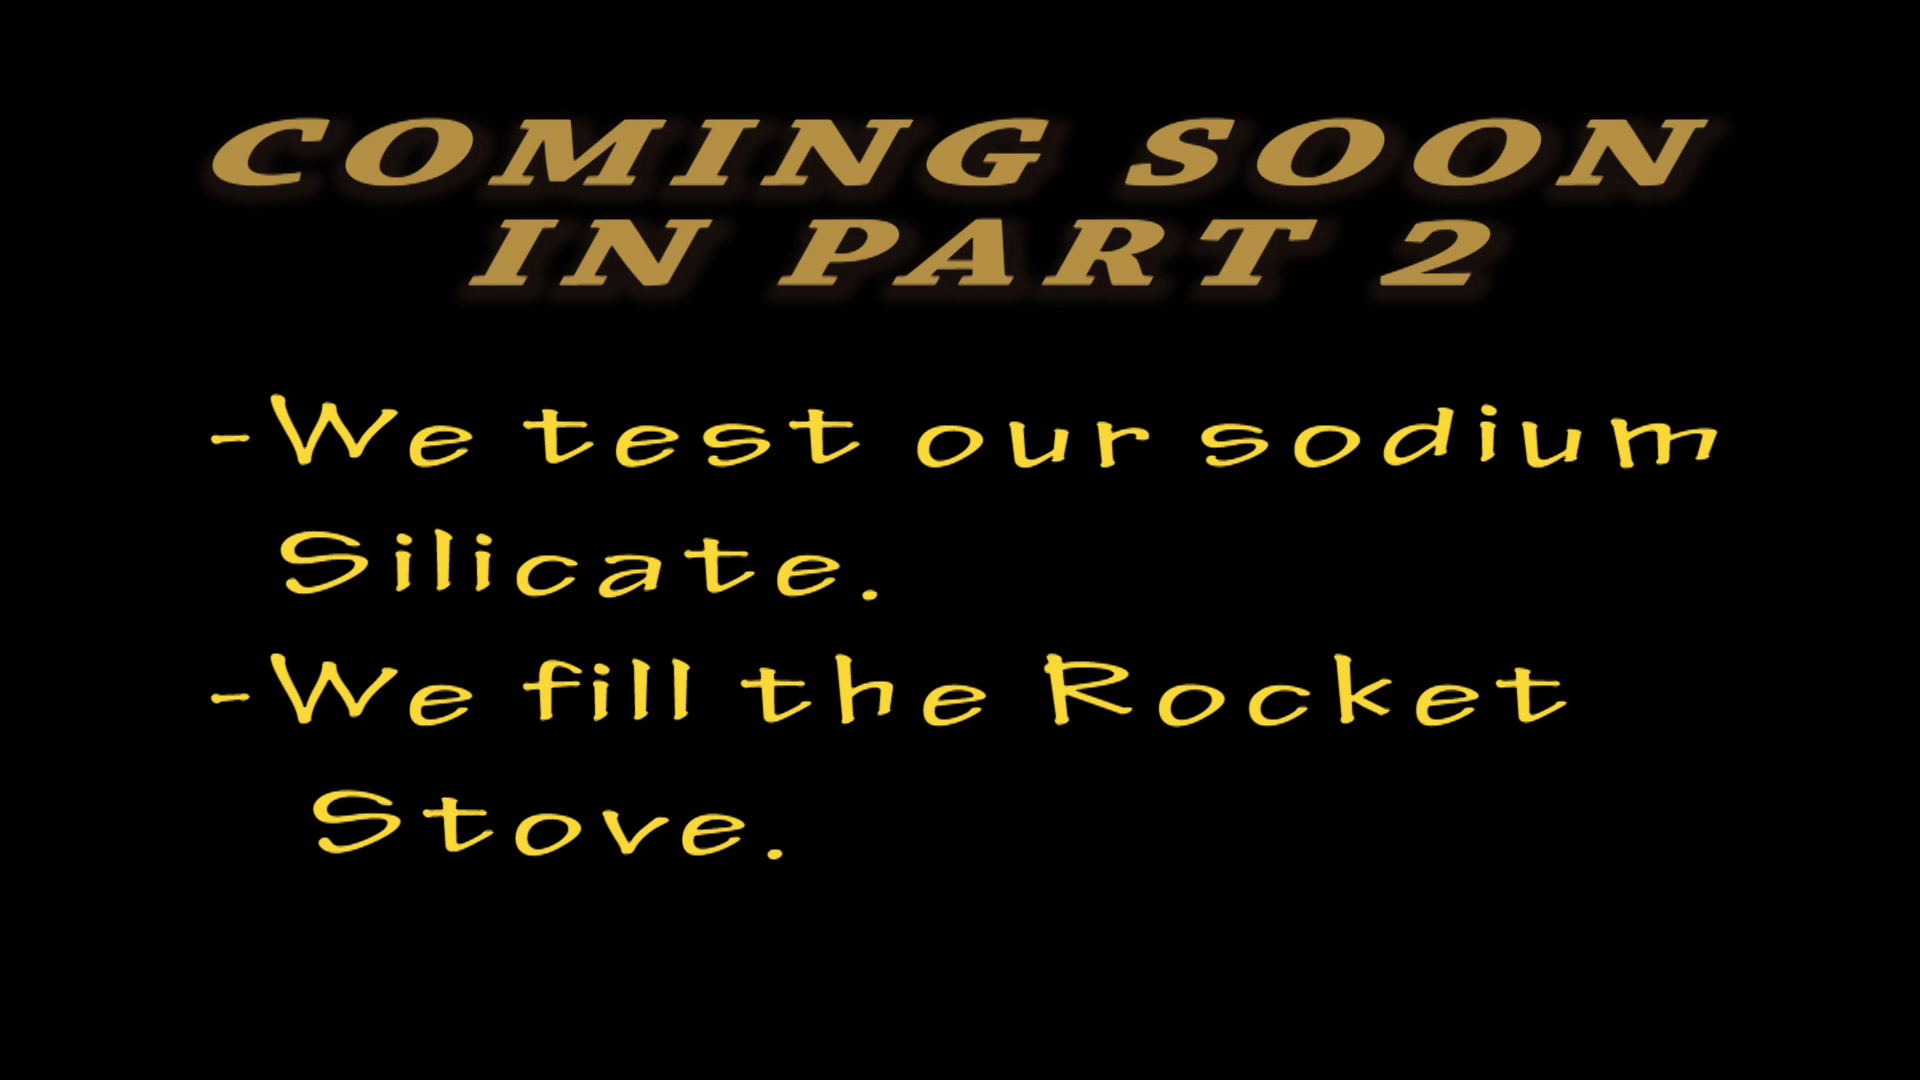 COMING SOON
IN PART 2
-We test our sodium
Silicate.
-We fill the Rocket
Stove.